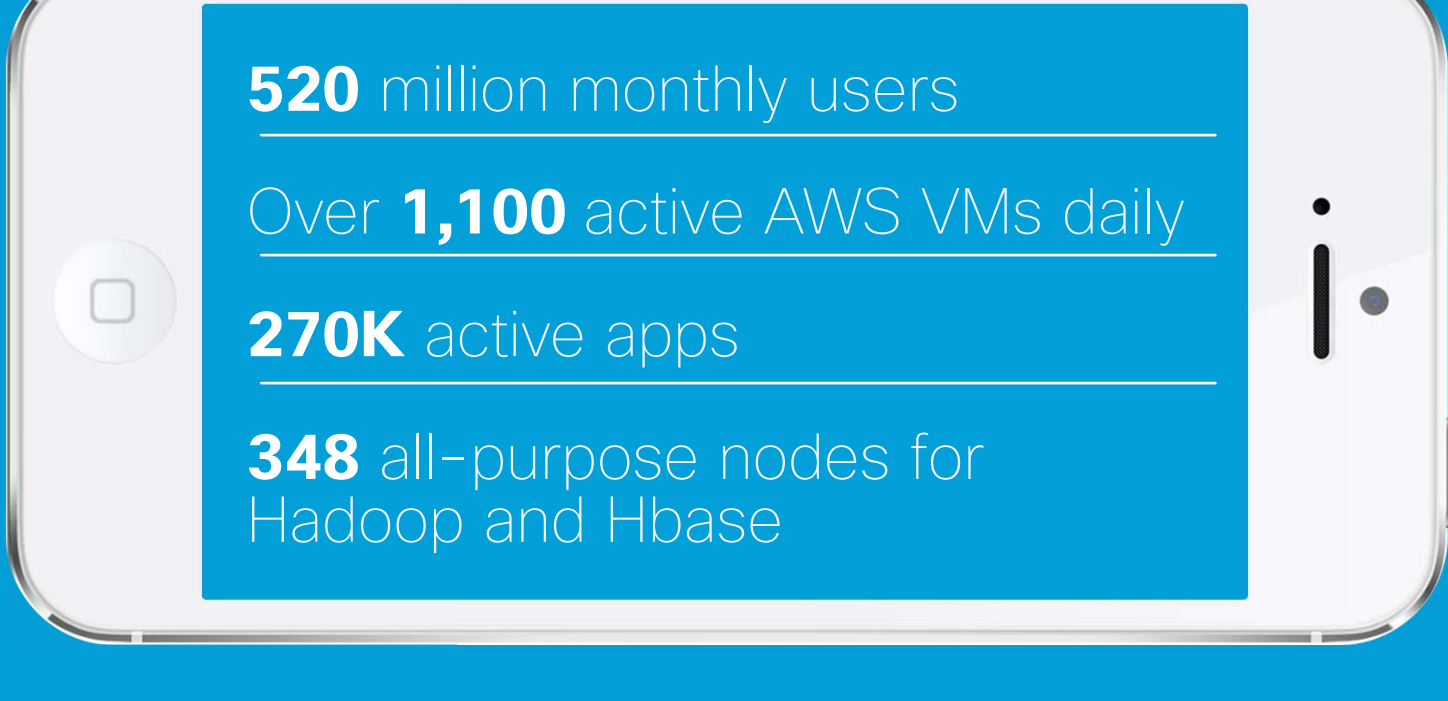 520 million monthly users
Over 1,100 active AWS VMs daily
270K active apps
348 all-purpose nodes for
Hadoop and Hbase